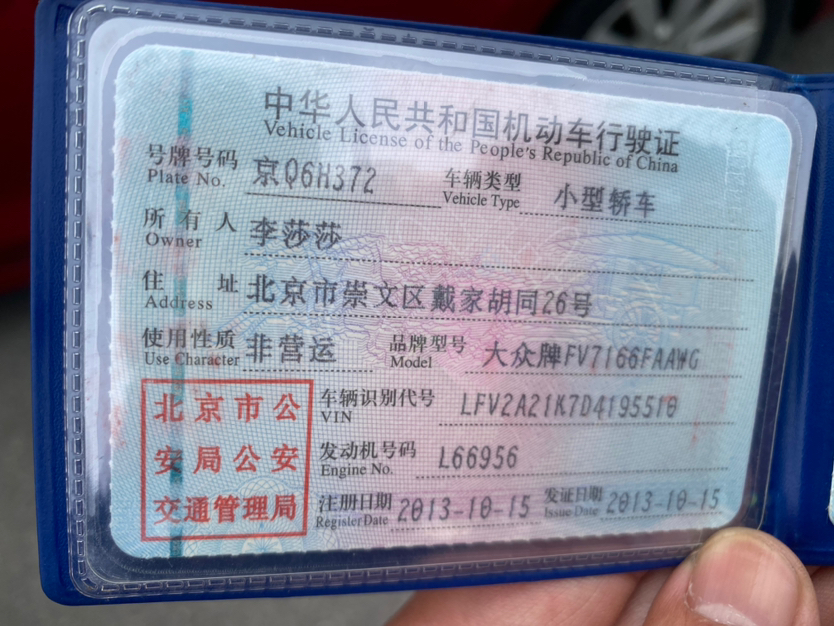 中华人民共和国机动车行驶证
Vehicle License of the People's Republic of China
号牌号码 京Q6H372 车辆类型 小型轿车
Plate No. Vehicle Type
所有人 李莎莎
Owner
住址 北京市崇文区戴家胡同26号
Address
使用性质 非营运 品牌型号 大众牌FV7166FAAWG
Use Character Model
北京市公安局公安交通管理局
车辆识别代号 LFV2A21K7D4195510
VIN
发动机号码 L66956
Engine No.
注册日期 2013-10-15 发证日期 2013-10-15
Register Date Issue Date